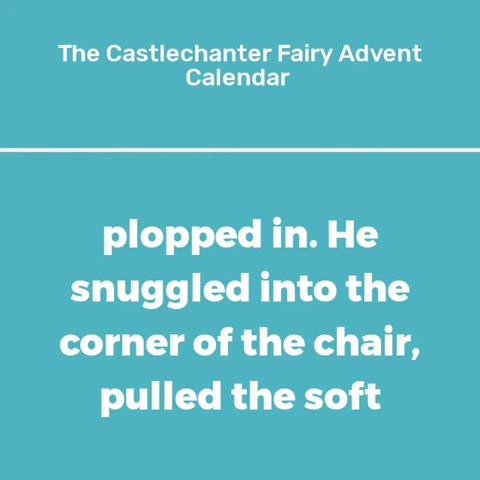 The Castlechanter Fairy Advent
Calendar
plopped in. He
snuggled into the
corner of the chair,
pulled the soft